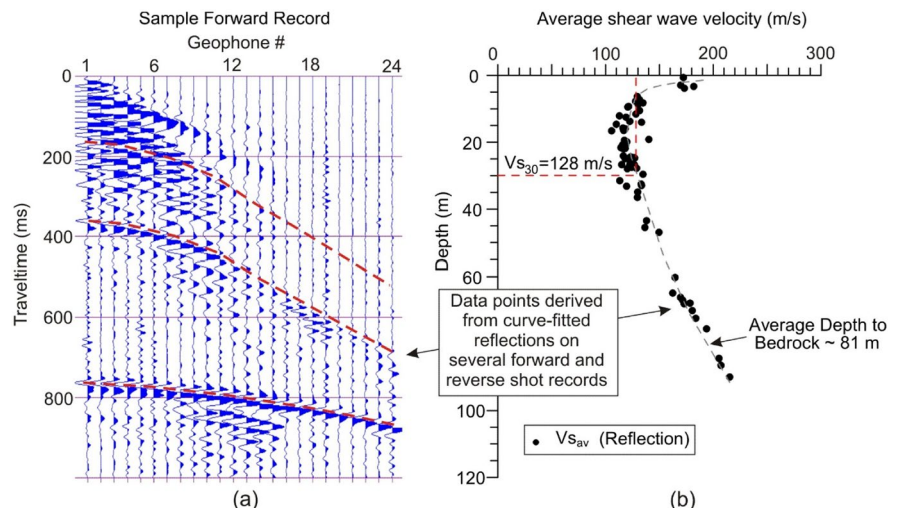 Sample Forward Record
Geophone #
1 6 12 18 24
0
200
400
600
800
Traveltime (ms)
(a)
Average shear wave velocity (m/s)
0 100 200 300
0
20
40
60
80
100
120
Depth (m)
Vs30=128 m/s
Data points derived
from curve-fitted
reflections on
several forward and
reverse shot records
Average Depth to
Bedrock ~ 81 m
Vsav (Reflection)
(b)